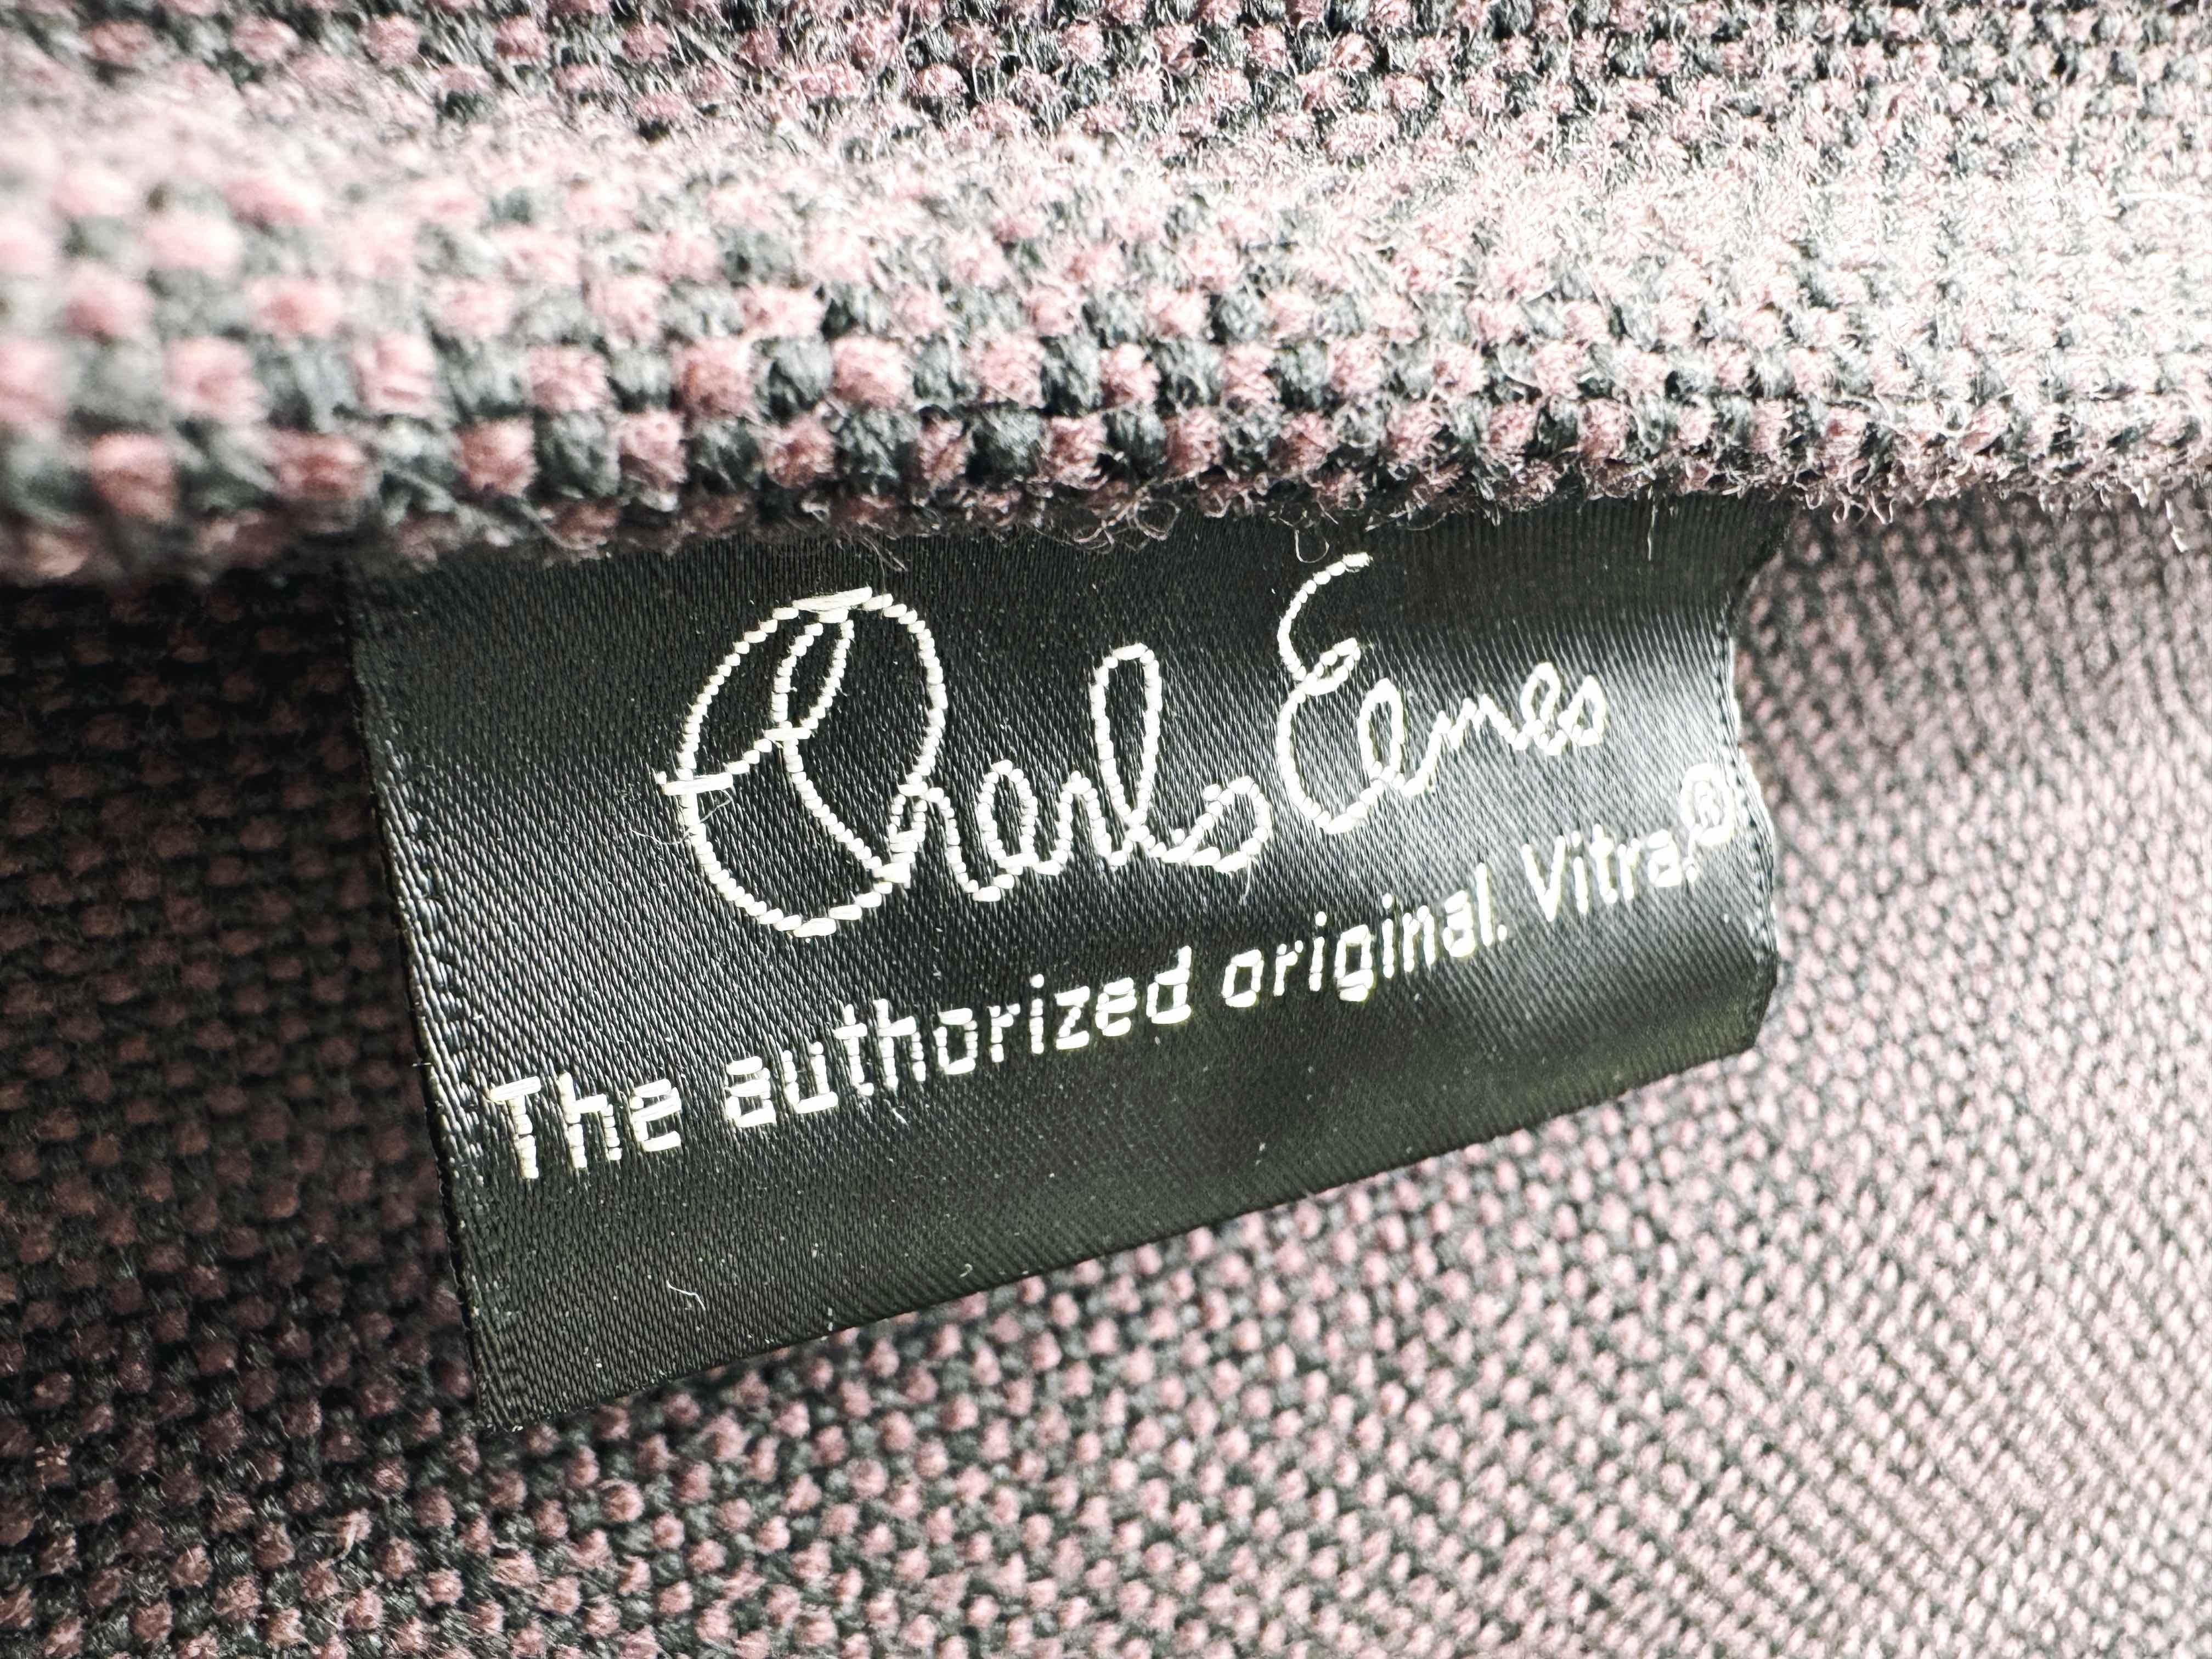 Charles Eames
The authorized original. Vitra.®